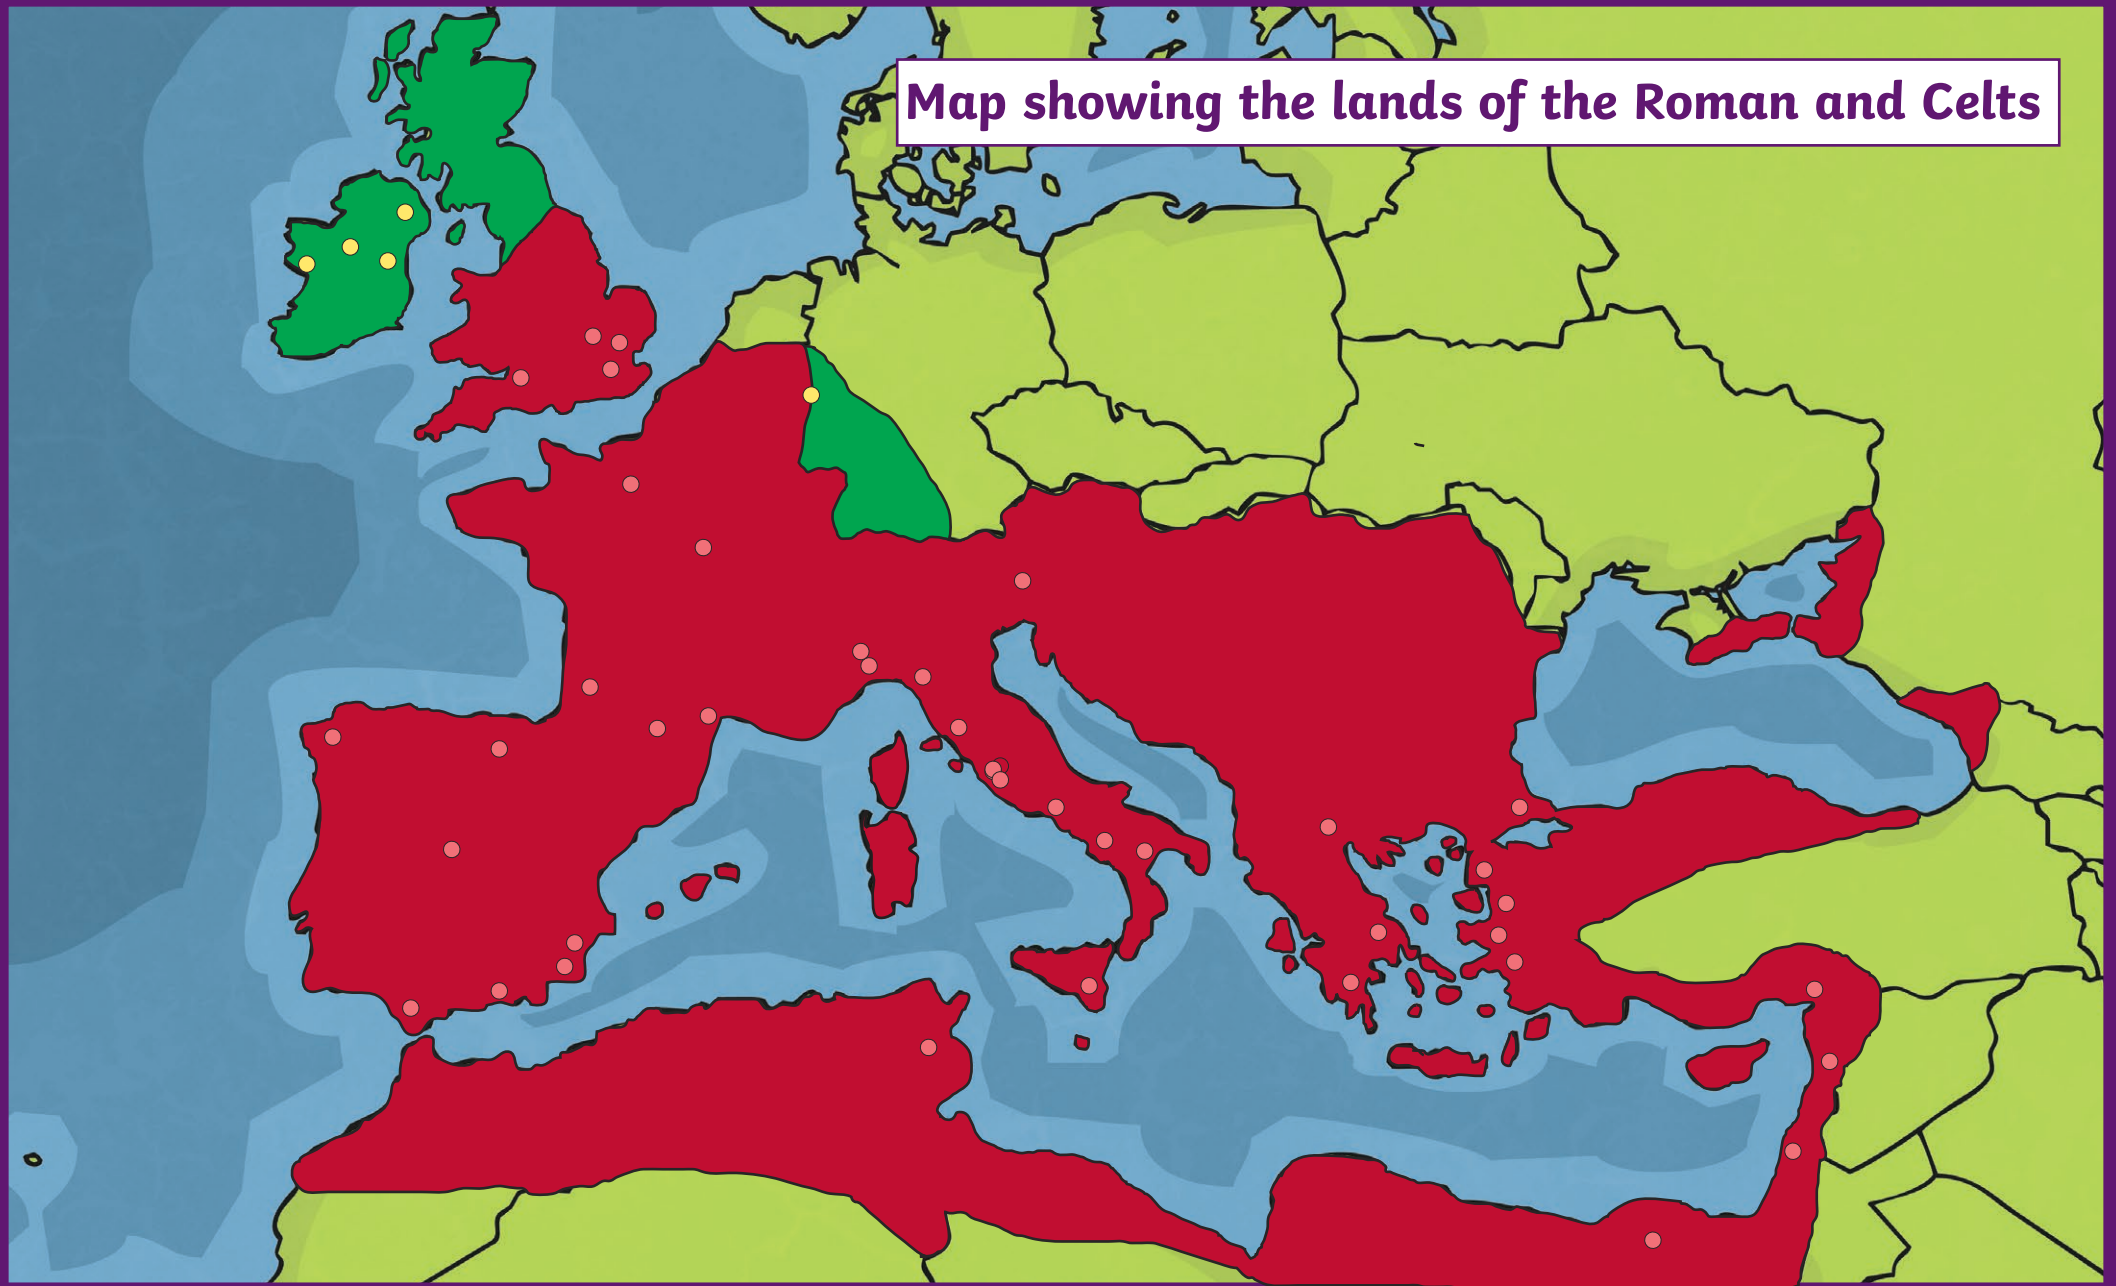 Map showing the lands of the Roman and Celts